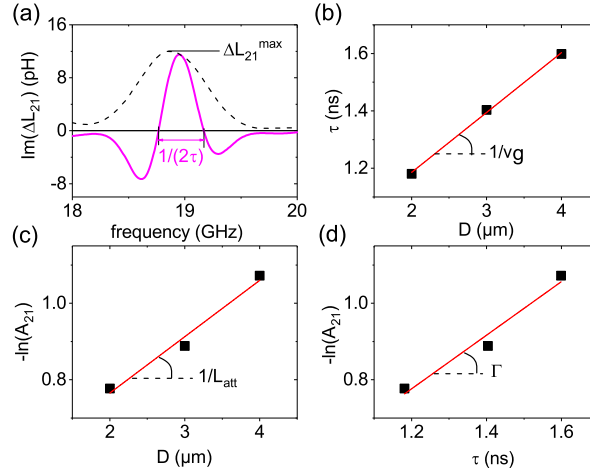 (a)
Im(ΔL21) (pH)
16
8
0
-8
ΔL21max
1/(2τ)
18 19 20
frequency (GHz)
(b)
τ (ns)
1.6
1.4
1.2
1/vg
2 3 4
D (μm)
(c)
-ln(A21)
1.0
0.8
1/Latt
2 3 4
D (μm)
(d)
-ln(A21)
1.0
0.8
Γ
1.2 1.4 1.6
τ (ns)